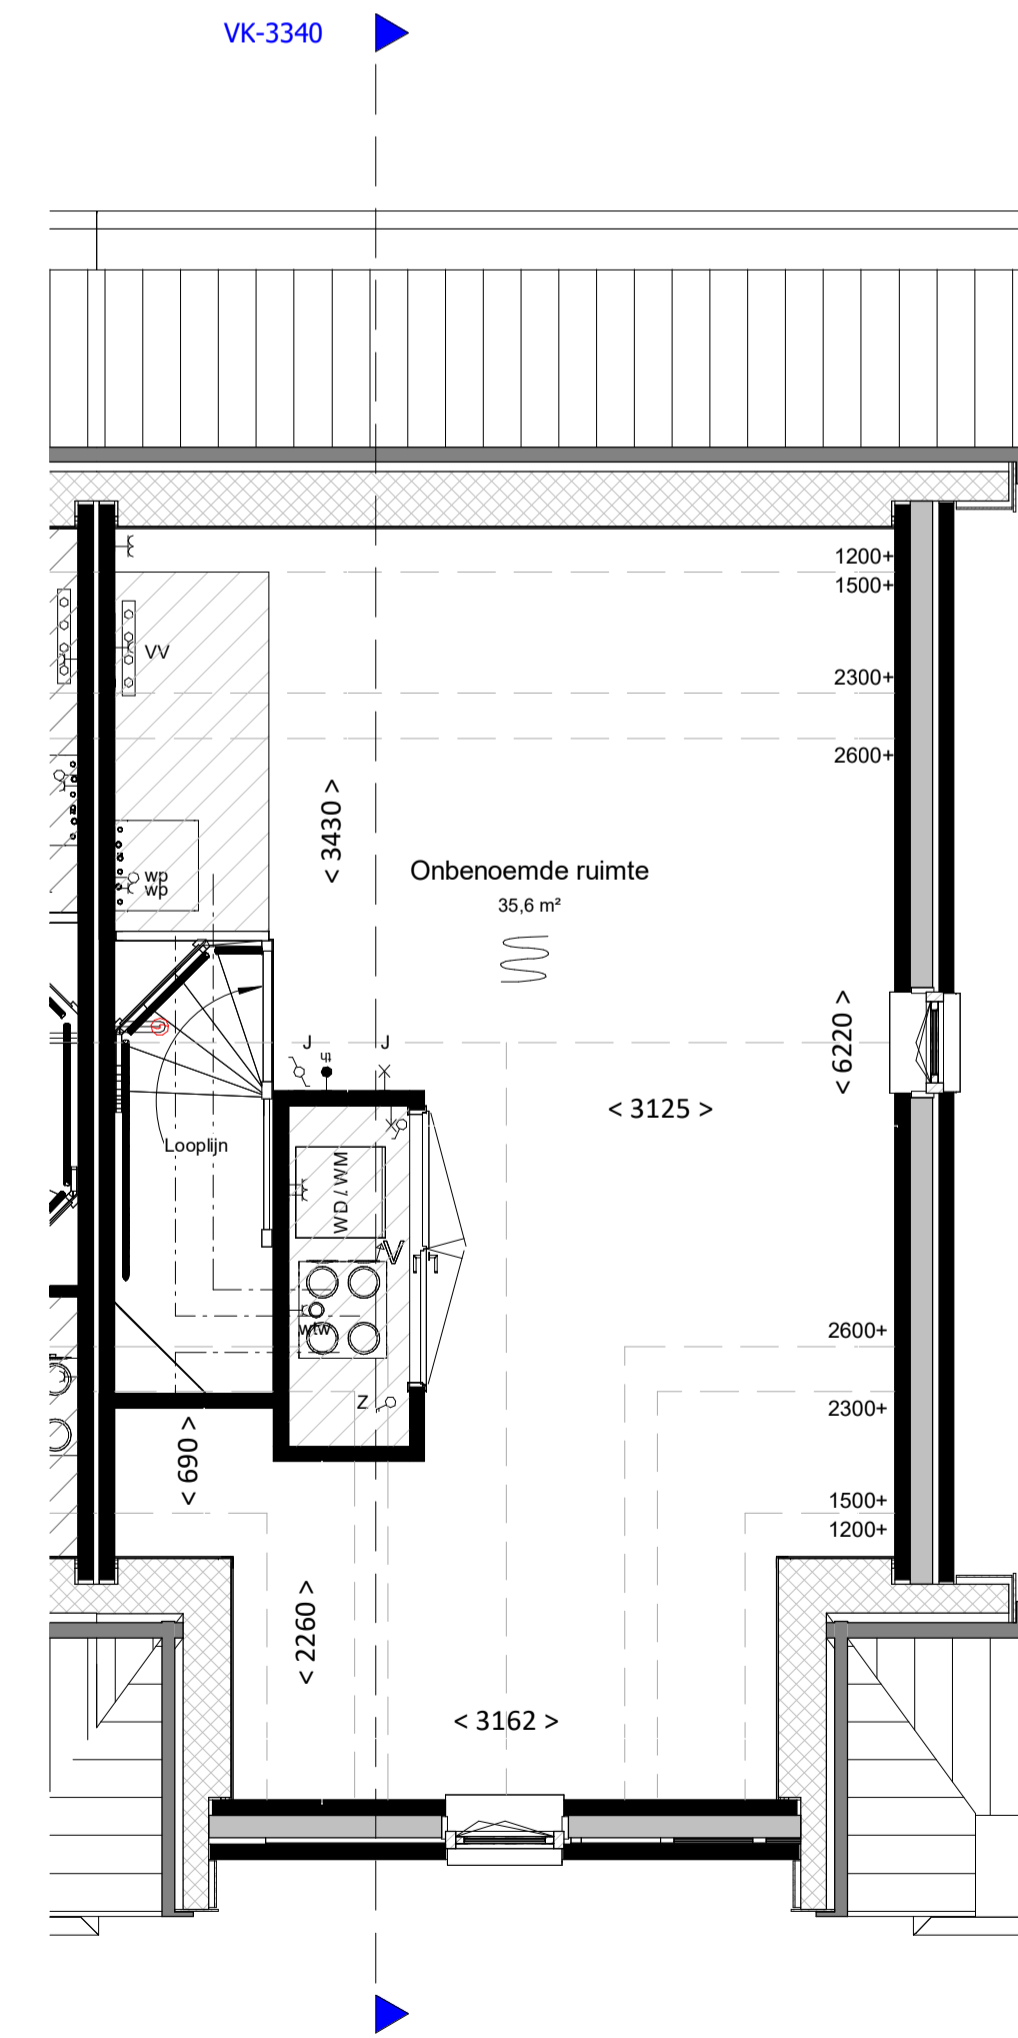 VK-3340
1200+
1500+
VV
2300+
2600+
< 3430 >
Onbenoemde ruimte
wp
wp
35,6 m²
< 6220 >
J
J
< 3125 >
Looplijn
WD/WM
V
wtw
2600+
Z
2300+
< 690 >
1500+
1200+
< 2260 >
< 3162 >